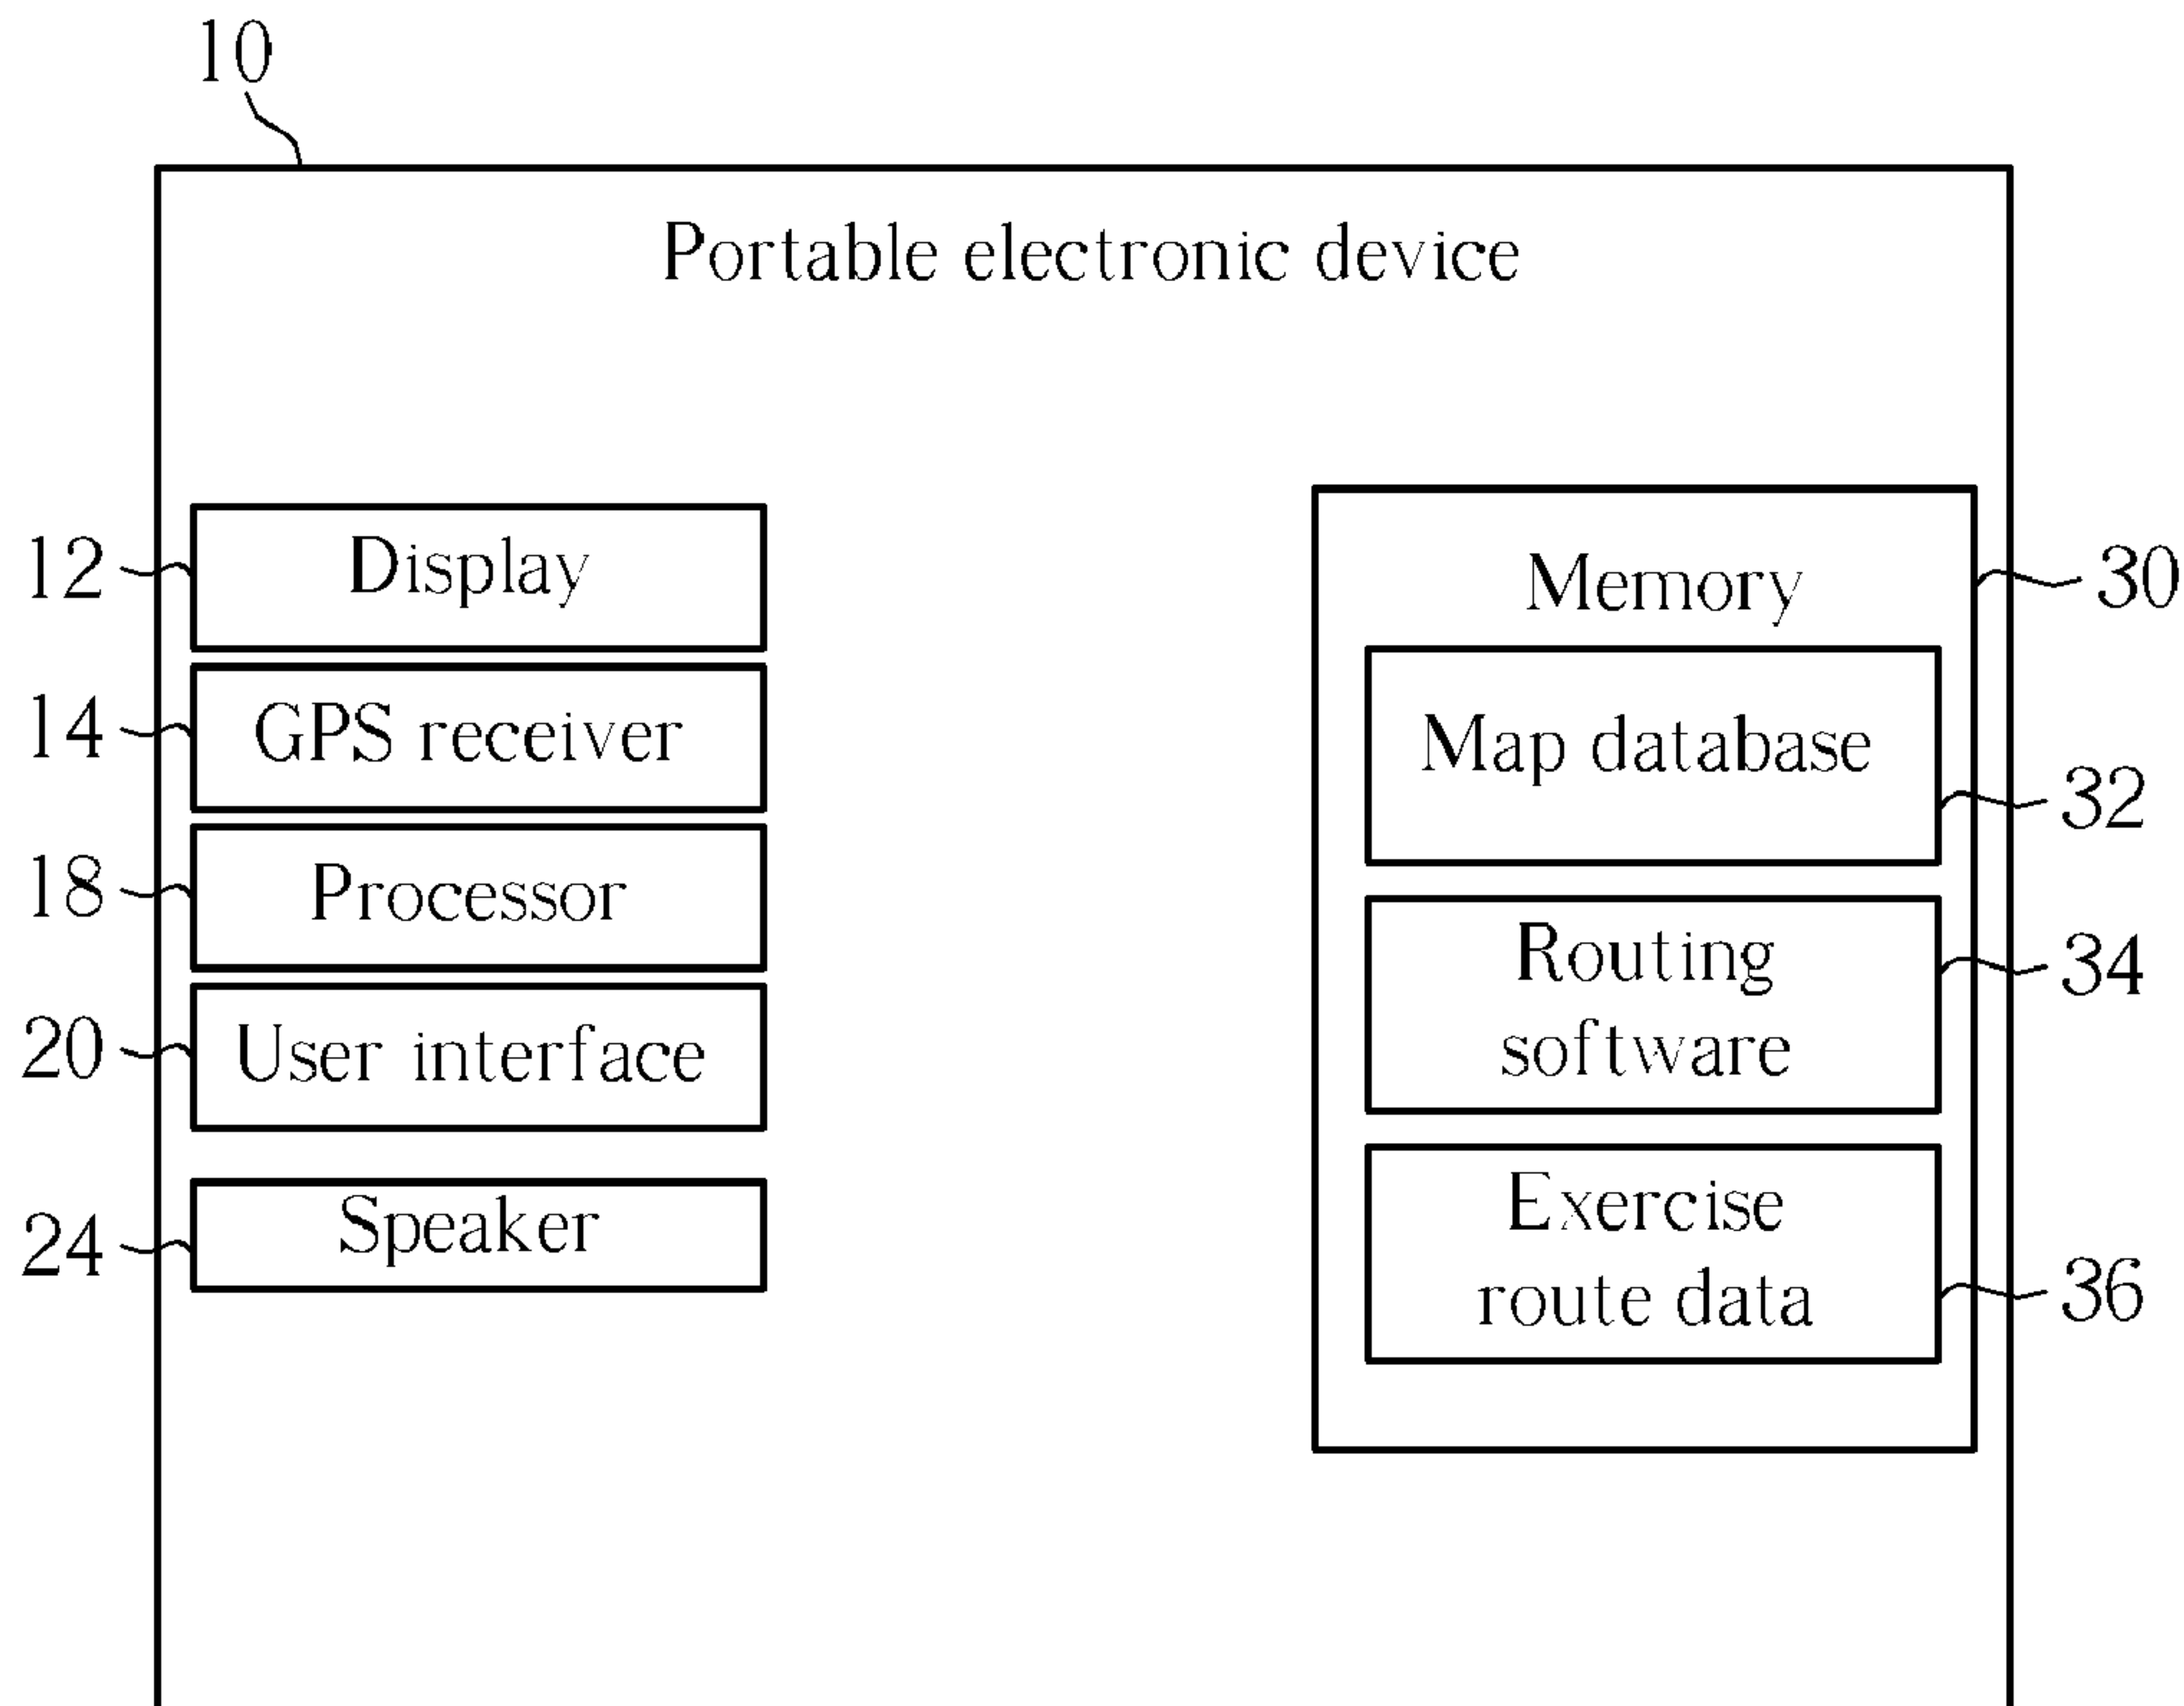 10
Portable electronic device
12
Display
14
GPS receiver
18
Processor
20
User interface
24
Speaker
Memory
30
Map database
32
Routing
software
34
Exercise
route data
36